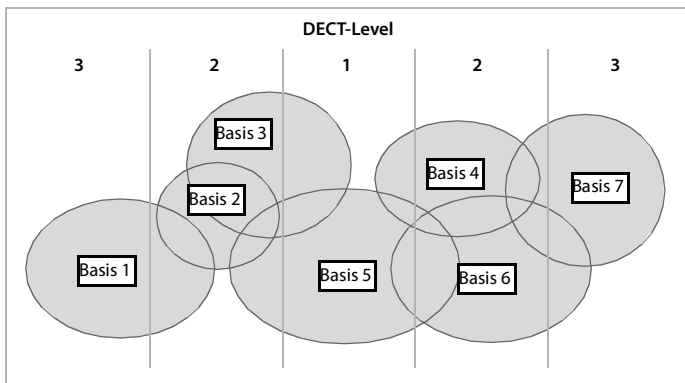 DECT-Level
3 2 1 2 3
Basis 3
Basis 4
Basis 7
Basis 2
Basis 1
Basis 5
Basis 6